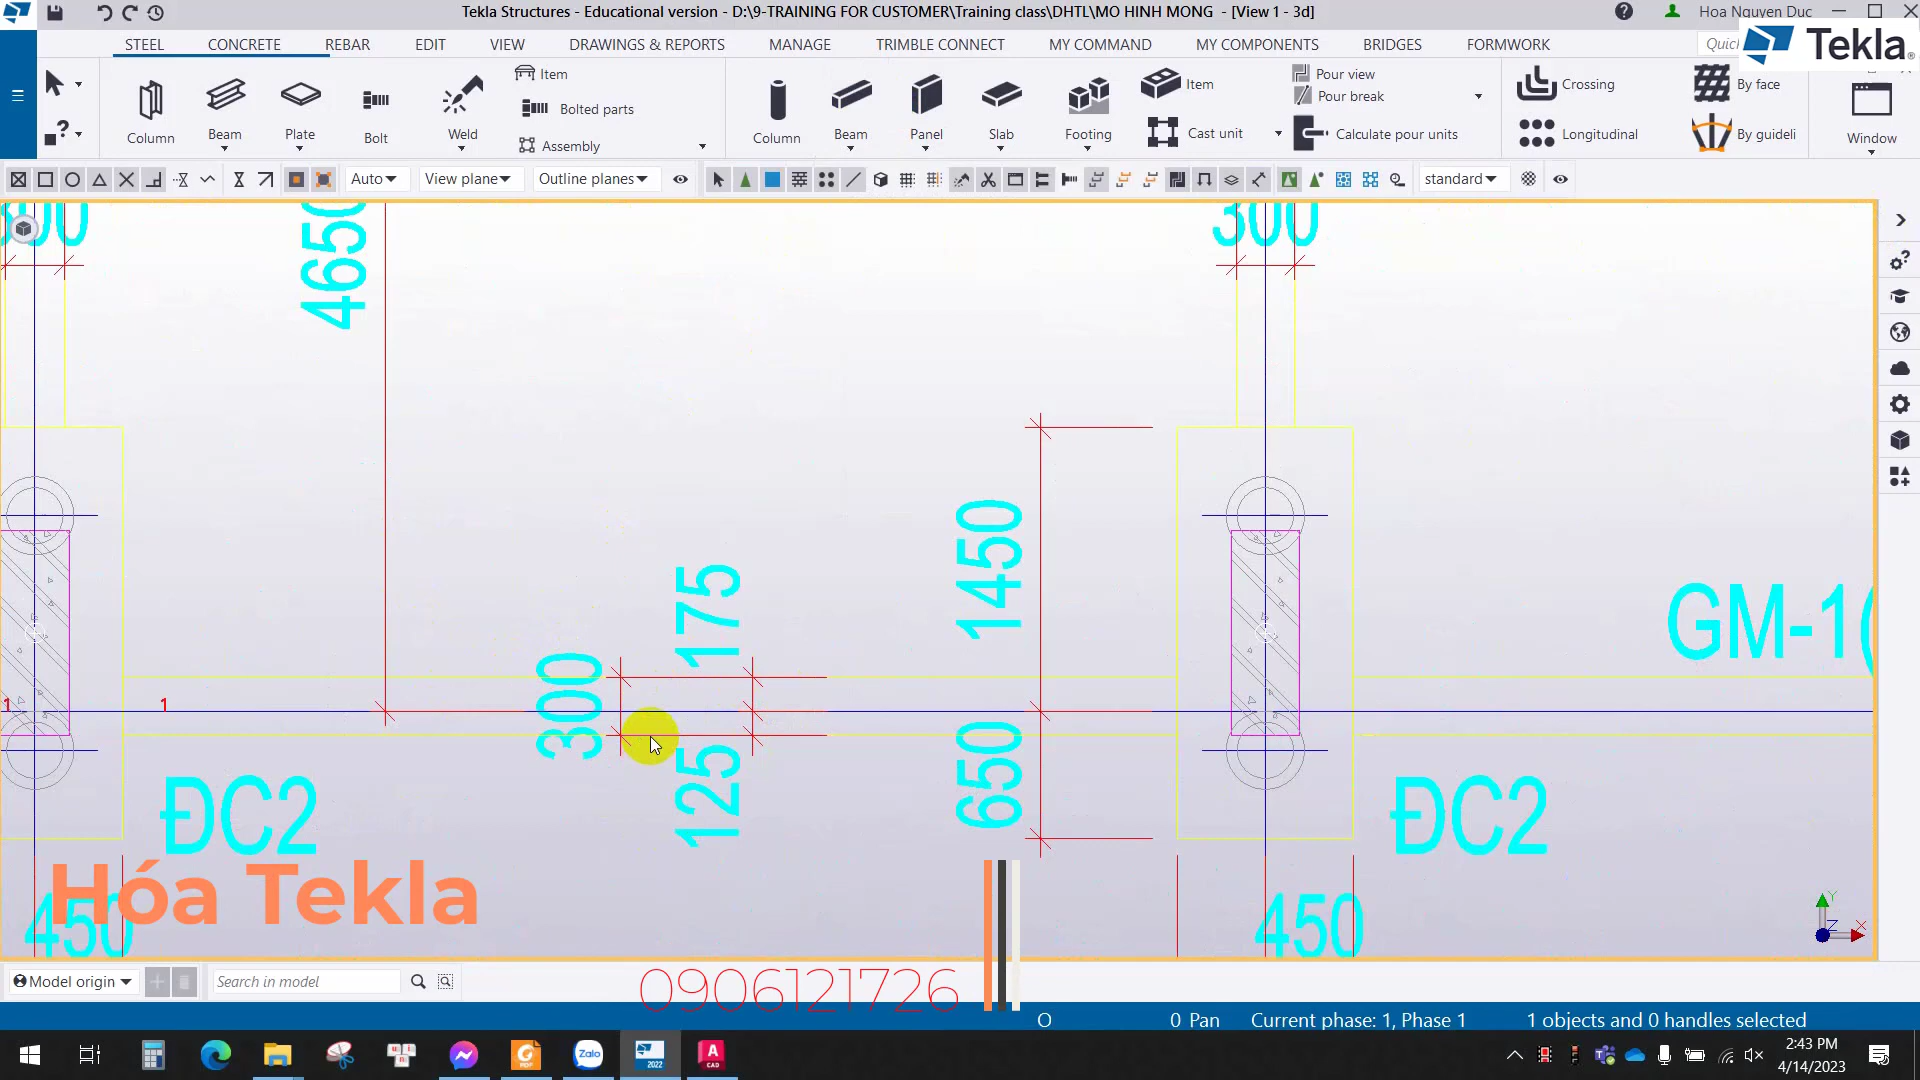 Tekla Structures - Educational version - D:\9-TRAINING FOR CUSTOMER\Training class\DHTL\MO HINH MONG - [View 1 - 3d]
Hoa Nguyen Duc
STEEL CONCRETE REBAR EDIT VIEW DRAWINGS & REPORTS MANAGE TRIMBLE CONNECT MY COMMAND MY COMPONENTS BRIDGES FORMWORK
Tekla
Item
Bolted parts
Assembly
Column Beam Plate Bolt Weld
Column Beam Panel Slab Footing
Item
Cast unit
Pour view
Pour break
Calculate pour units
Crossing
Longitudinal
By face
By guideli
Window
Auto View plane Outline planes standard
300
4650
300
1450
175
300
125
650
GM-1(
1 1
ĐC2 ĐC2
450 450
Hóa Tekla
0906121726
Y
Z
X
Model origin Search in model
O 0 Pan Current phase: 1, Phase 1 1 objects and 0 handles selected
2022
CAD
PDF
Zalo
2:43 PM
4/14/2023